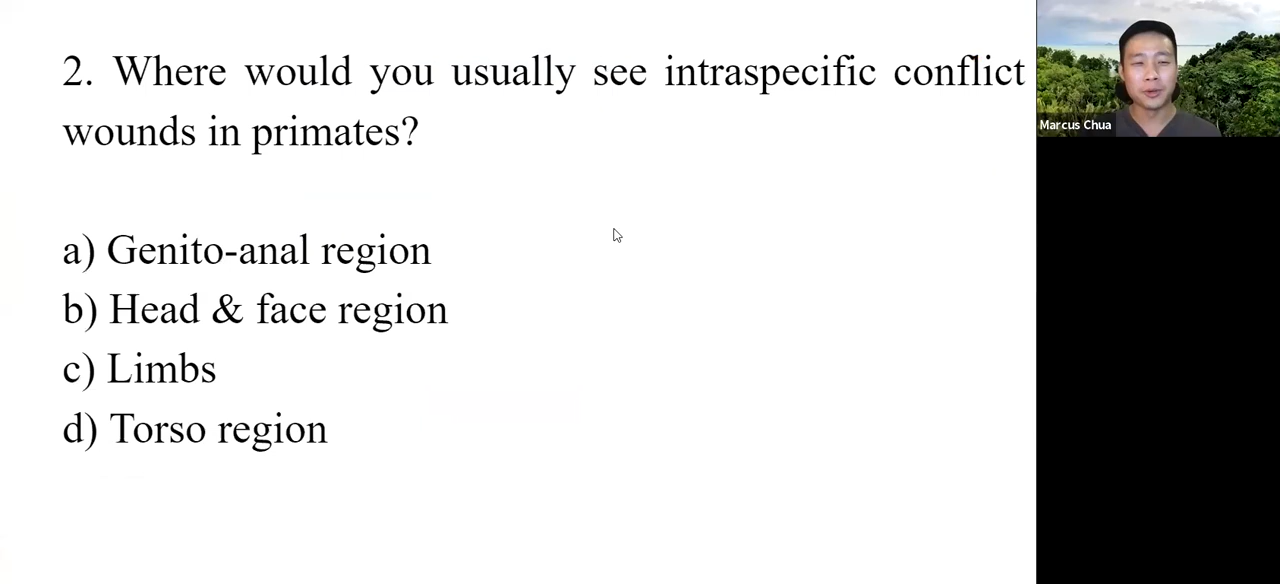 2. Where would you usually see intraspecific conflict
wounds in primates?
a) Genito-anal region
b) Head & face region
c) Limbs
d) Torso region
Marcus Chua